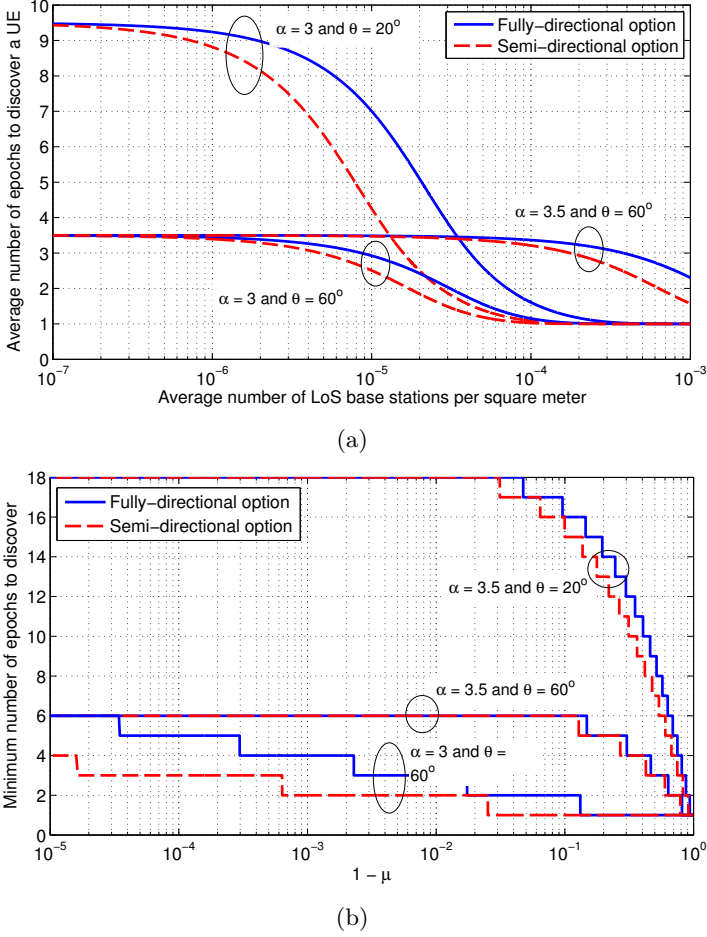 10
9
8
7
6
5
4
3
2
1
0
Average number of epochs to discover a UE
α = 3 and θ = 20°
Fully-directional option
Semi-directional option
α = 3.5 and θ = 60°
α = 3 and θ = 60°
10⁻⁷
10⁻⁶
10⁻⁵
10⁻⁴
10⁻³
Average number of LoS base stations per square meter
(a)
18
16
14
12
10
8
6
4
2
0
Minimum number of epochs to discover
Fully-directional option
Semi-directional option
α = 3.5 and θ = 20°
α = 3.5 and θ = 60°
α = 3 and θ =
60°
10⁻⁵
10⁻⁴
10⁻³
10⁻²
10⁻¹
10⁰
1 − μ
(b)